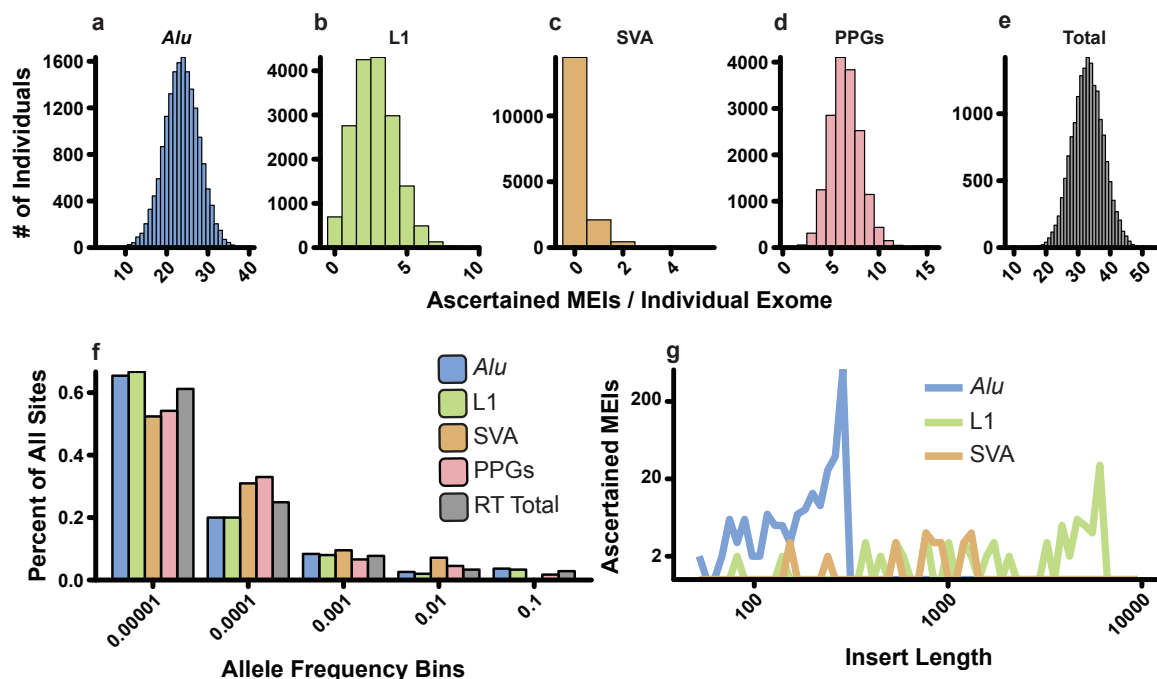 a
Alu
# of Individuals
1600
1200
800
400
0
10
20
30
40
b
L1
4000
3000
2000
1000
0
0
5
10
c
SVA
10000
5000
0
0
2
4
d
PPGs
4000
3000
2000
1000
0
0
5
10
15
e
Total
1000
500
0
10
20
30
40
50
Ascertained MEIs / Individual Exome
f
Percent of All Sites
0.6
0.4
0.2
0.0
0.00001
0.0001
0.001
0.01
0.1
Allele Frequency Bins
Alu
L1
SVA
PPGs
RT Total
g
Ascertained MEIs
200
20
2
100
1000
10000
Insert Length
Alu
L1
SVA